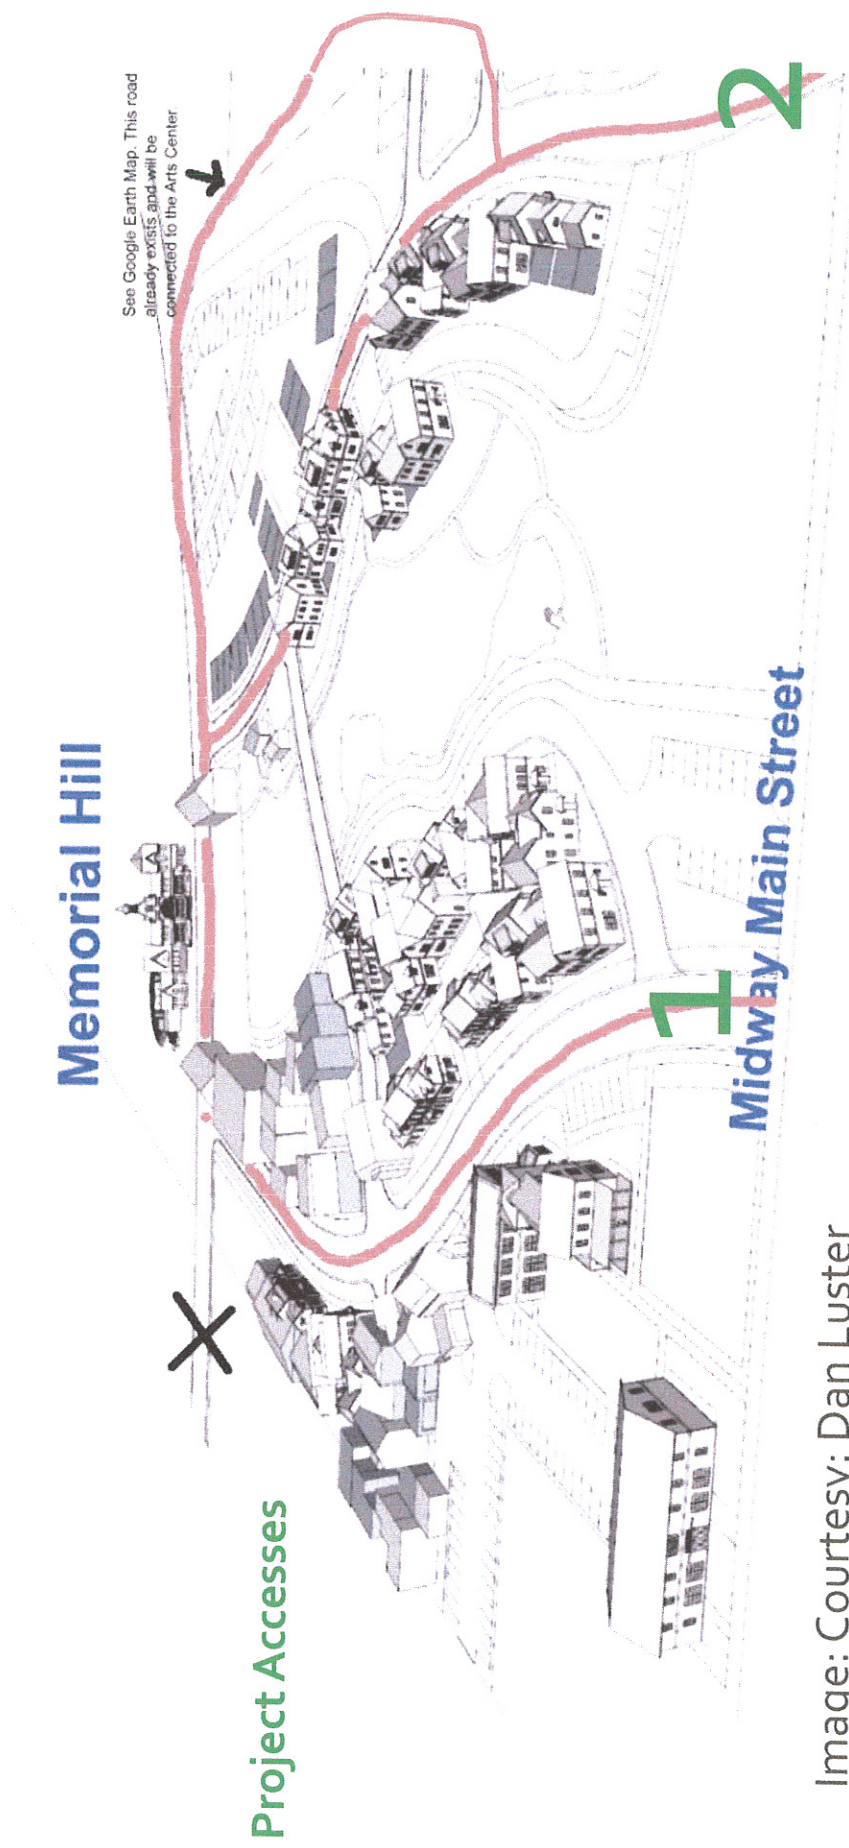 Memorial Hill
See Google Earth Map. This road
already exists and will be
connected to the Arts Center
Project Accesses
1
2
Midway Main Street
Image: Courtesy: Dan Luster